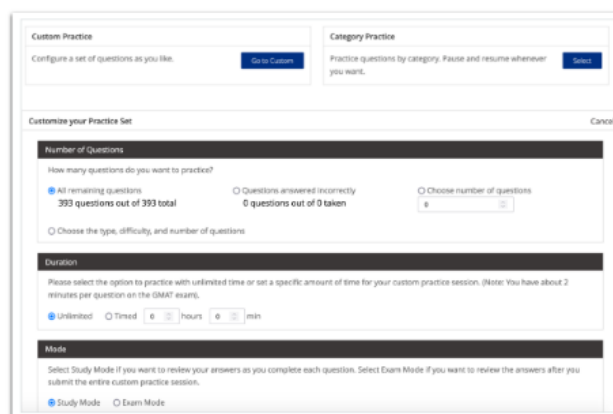 Custom Practice
Configure a set of questions as you like.
Go to Custom
Category Practice
Practice questions by category. Pause and resume whenever
you want.
Select
Customize your Practice Set
Cance
Number of Questions
How many questions do you want to practice?
All remaining questions
393 questions out of 393 total
Questions answered incorrectly
0 questions out of 0 taken
Choose number of questions
0
Choose the type, difficulty, and number of questions
Duration
Please select the option to practice with unlimited time or set a specific amount of time for your custom practice session. (Note: You have about 2
minutes per question on the GMAT exam).
Unlimited Timed 0 hours 0 min
Mode
Select Study Mode if you want to review your answers as you complete each question. Select Exam Mode if you want to review the answers after you
submit the entire custom practice session.
Study Mode Exam Mode